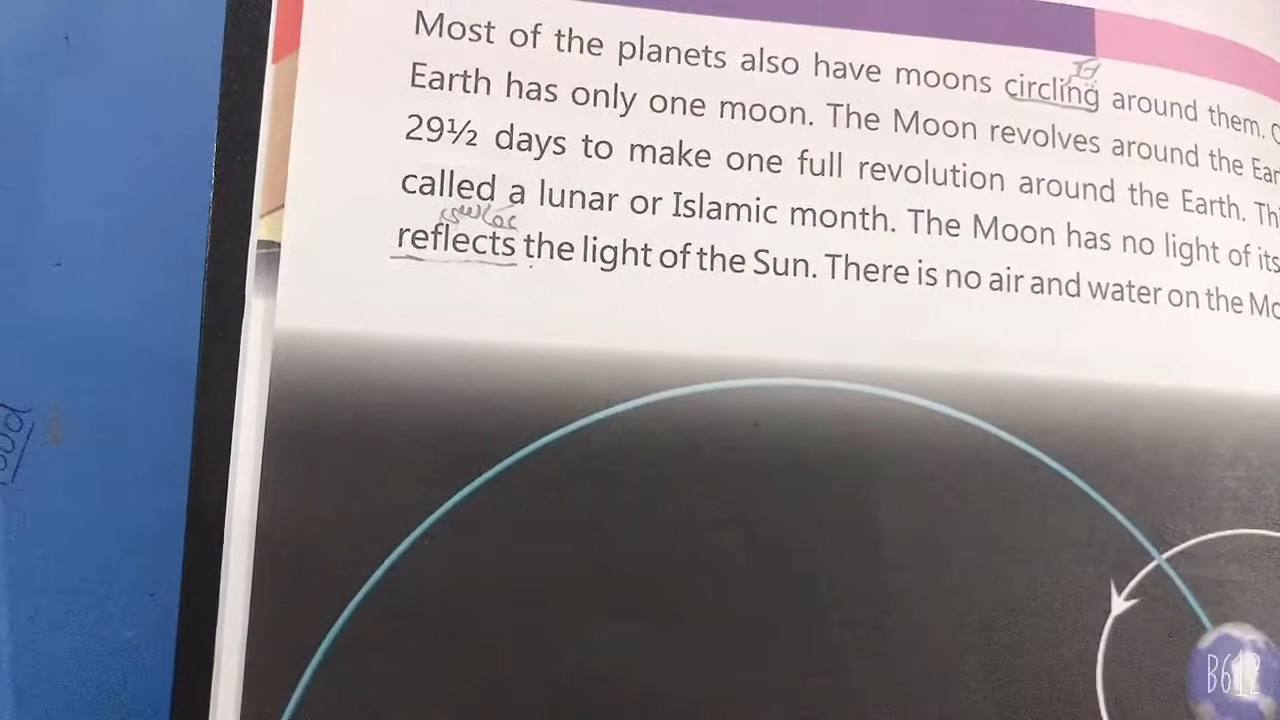 Most of the planets also have moons circling around them.
Earth has only one moon. The Moon revolves around the
29½ days to make one full revolution around the Earth.
called a lunar or Islamic month. The Moon has no light of its
عکاسی
reflects the light of the Sun. There is no air and water on the
B612